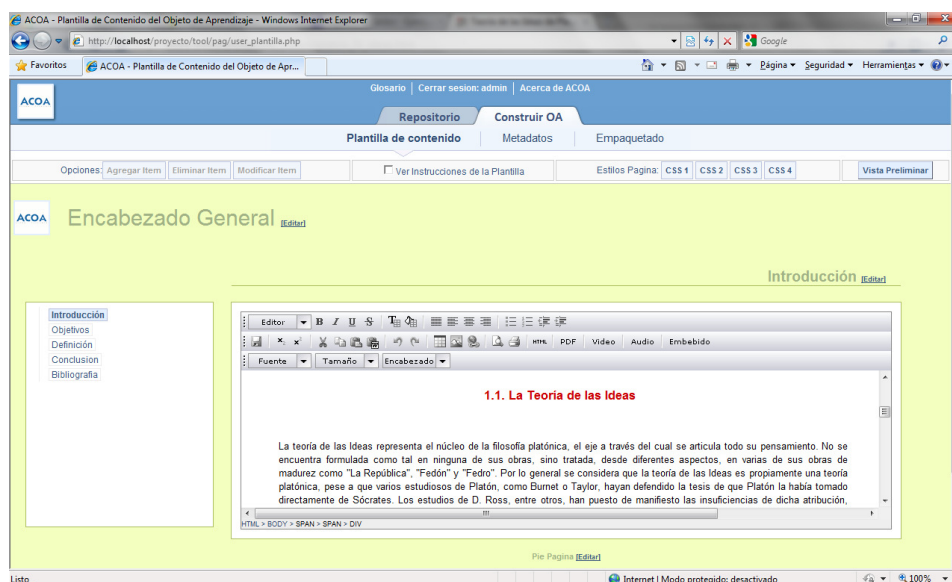 ACOA - Plantilla de Contenido del Objeto de Aprendizaje - Windows Internet Explorer
http://localhost/proyecto/tool/pag/user_plantilla.php
Google
Favoritos
ACOA - Plantilla de Contenido del Objeto de Apr...
Página
Seguridad
Herramientas
Glosario | Cerrar sesion: admin | Acerca de ACOA
ACOA
Repositorio
Construir OA
Plantilla de contenido
Metadatos
Empaquetado
Opciones: Agregar Item Eliminar Item Modificar Item
Ver Instrucciones de la Plantilla
Estilos Pagina: CSS 1 CSS 2 CSS 3 CSS 4
Vista Preliminar
ACOA
Encabezado General [Editar]
Introducción [Editar]
Introducción
Objetivos
Definición
Conclusion
Bibliografia
Editor B I U S
HTML PDF Video Audio Embebido
Fuente Tamaño Encabezado
1.1. La Teoria de las Ideas
La teoría de las Ideas representa el núcleo de la filosofía platónica, el eje a través del cual se articula todo su pensamiento. No se
encuentra formulada como tal en ninguna de sus obras, sino tratada, desde diferentes aspectos, en varias de sus obras de
madurez como "La República", "Fedón" y "Fedro". Por lo general se considera que la teoría de las Ideas es propiamente una teoría
platónica, pese a que varios estudiosos de Platón, como Burnet o Taylor, hayan defendido la tesis de que Platón la había tomado
directamente de Sócrates. Los estudios de D. Ross, entre otros, han puesto de manifiesto las insuficiencias de dicha atribución,
HTML > BODY > SPAN > SPAN > DIV
Pie Pagina [Editar]
Listo
Internet | Modo protegido: desactivado
100%